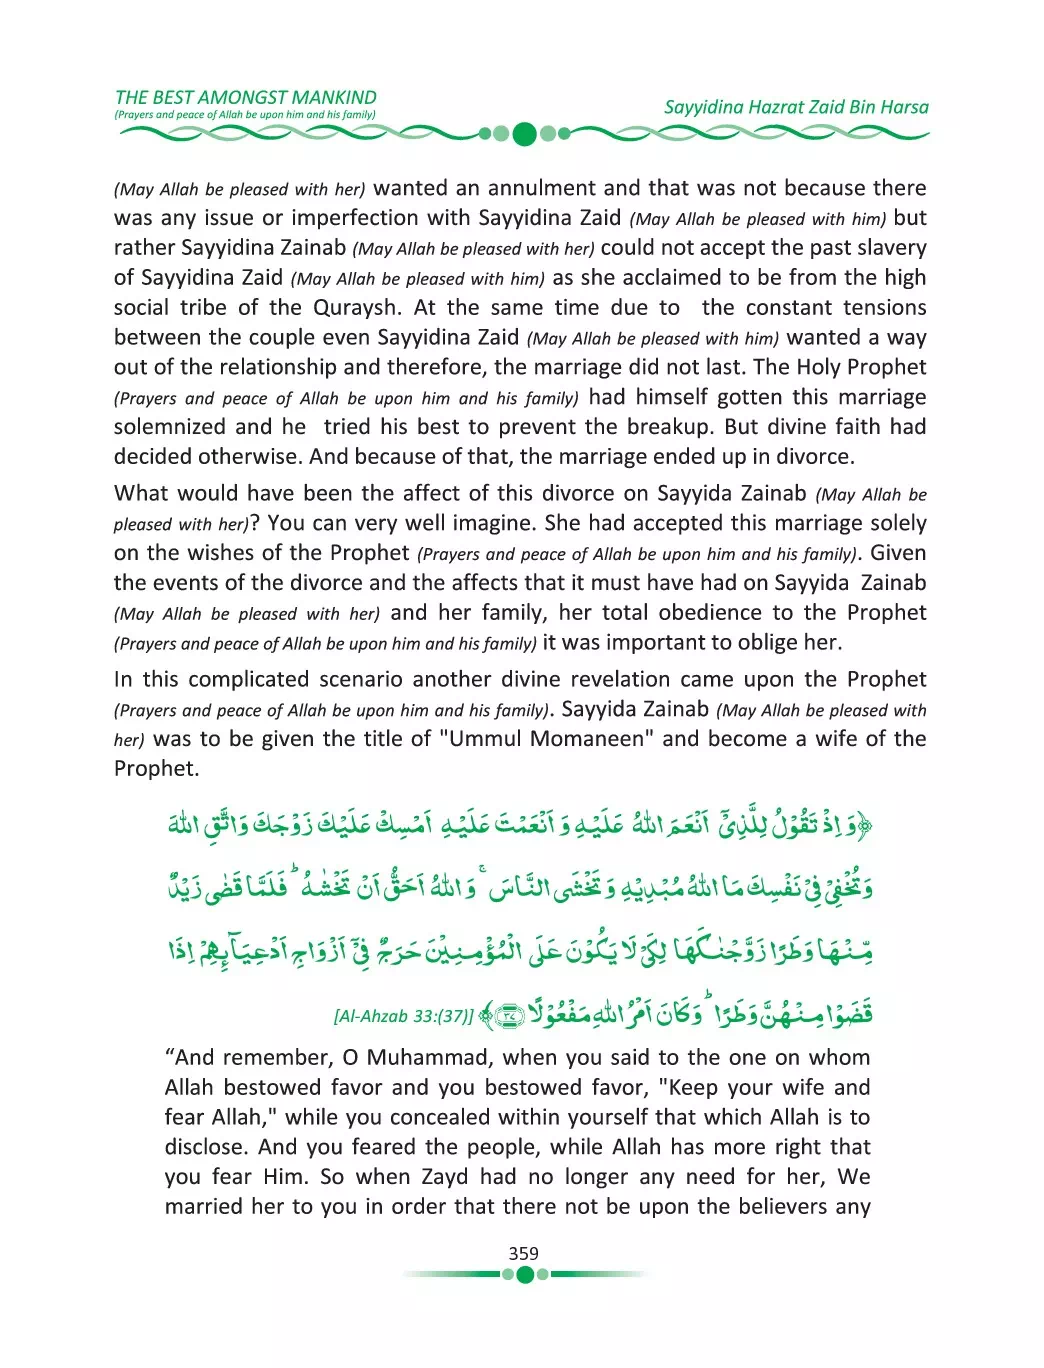 THE BEST AMONGST MANKIND
(Prayers and peace of Allah be upon him and his family)
Sayyidina Hazrat Zaid Bin Harsa
(May Allah be pleased with her) wanted an annulment and that was not because there
was any issue or imperfection with Sayyidina Zaid (May Allah be pleased with him) but
rather Sayyidina Zainab (May Allah be pleased with her) could not accept the past slavery
of Sayyidina Zaid (May Allah be pleased with him) as she acclaimed to be from the high
social tribe of the Quraysh. At the same time due to the constant tensions
between the couple even Sayyidina Zaid (May Allah be pleased with him) wanted a way
out of the relationship and therefore, the marriage did not last. The Holy Prophet
(Prayers and peace of Allah be upon him and his family) had himself gotten this marriage
solemnized and he tried his best to prevent the breakup. But divine faith had
decided otherwise. And because of that, the marriage ended up in divorce.
What would have been the affect of this divorce on Sayyida Zainab (May Allah be
pleased with her)? You can very well imagine. She had accepted this marriage solely
on the wishes of the Prophet (Prayers and peace of Allah be upon him and his family). Given
the events of the divorce and the affects that it must have had on Sayyida Zainab
(May Allah be pleased with her) and her family, her total obedience to the Prophet
(Prayers and peace of Allah be upon him and his family) it was important to oblige her.
In this complicated scenario another divine revelation came upon the Prophet
(Prayers and peace of Allah be upon him and his family). Sayyida Zainab (May Allah be pleased with
her) was to be given the title of "Ummul Momaneen" and become a wife of the
Prophet.
﴿وَ اِذْ تَقُوْلُ لِلَّذِیْۤ اَنْعَمَ اللّٰهُ عَلَیْهِ وَ اَنْعَمْتَ عَلَیْهِ اَمْسِكْ عَلَیْكَ زَوْجَكَ وَ اتَّقِ اللّٰهَ
وَ تُخْفِیْ فِیْ نَفْسِكَ مَا اللّٰهُ مُبْدِیْهِ وَ تَخْشَی النَّاسَ ۚ وَ اللّٰهُ اَحَقُّ اَنْ تَخْشٰىهُ ؕ فَلَمَّا قَضٰی زَیْدٌ
مِّنْهَا وَطَرًا زَوَّجْنٰكَهَا لِكَیْ لَا یَكُوْنَ عَلَی الْمُؤْمِنِیْنَ حَرَجٌ فِیْۤ اَزْوَاجِ اَدْعِیَآىِٕهِمْ اِذَا
قَضَوْا مِنْهُنَّ وَطَرًا ؕ وَ كَانَ اَمْرُ اللّٰهِ مَفْعُوْلًا ۝۳۷﴾ [Al-Ahzab 33:(37)]
“And remember, O Muhammad, when you said to the one on whom
Allah bestowed favor and you bestowed favor, "Keep your wife and
fear Allah," while you concealed within yourself that which Allah is to
disclose. And you feared the people, while Allah has more right that
you fear Him. So when Zayd had no longer any need for her, We
married her to you in order that there not be upon the believers any
359